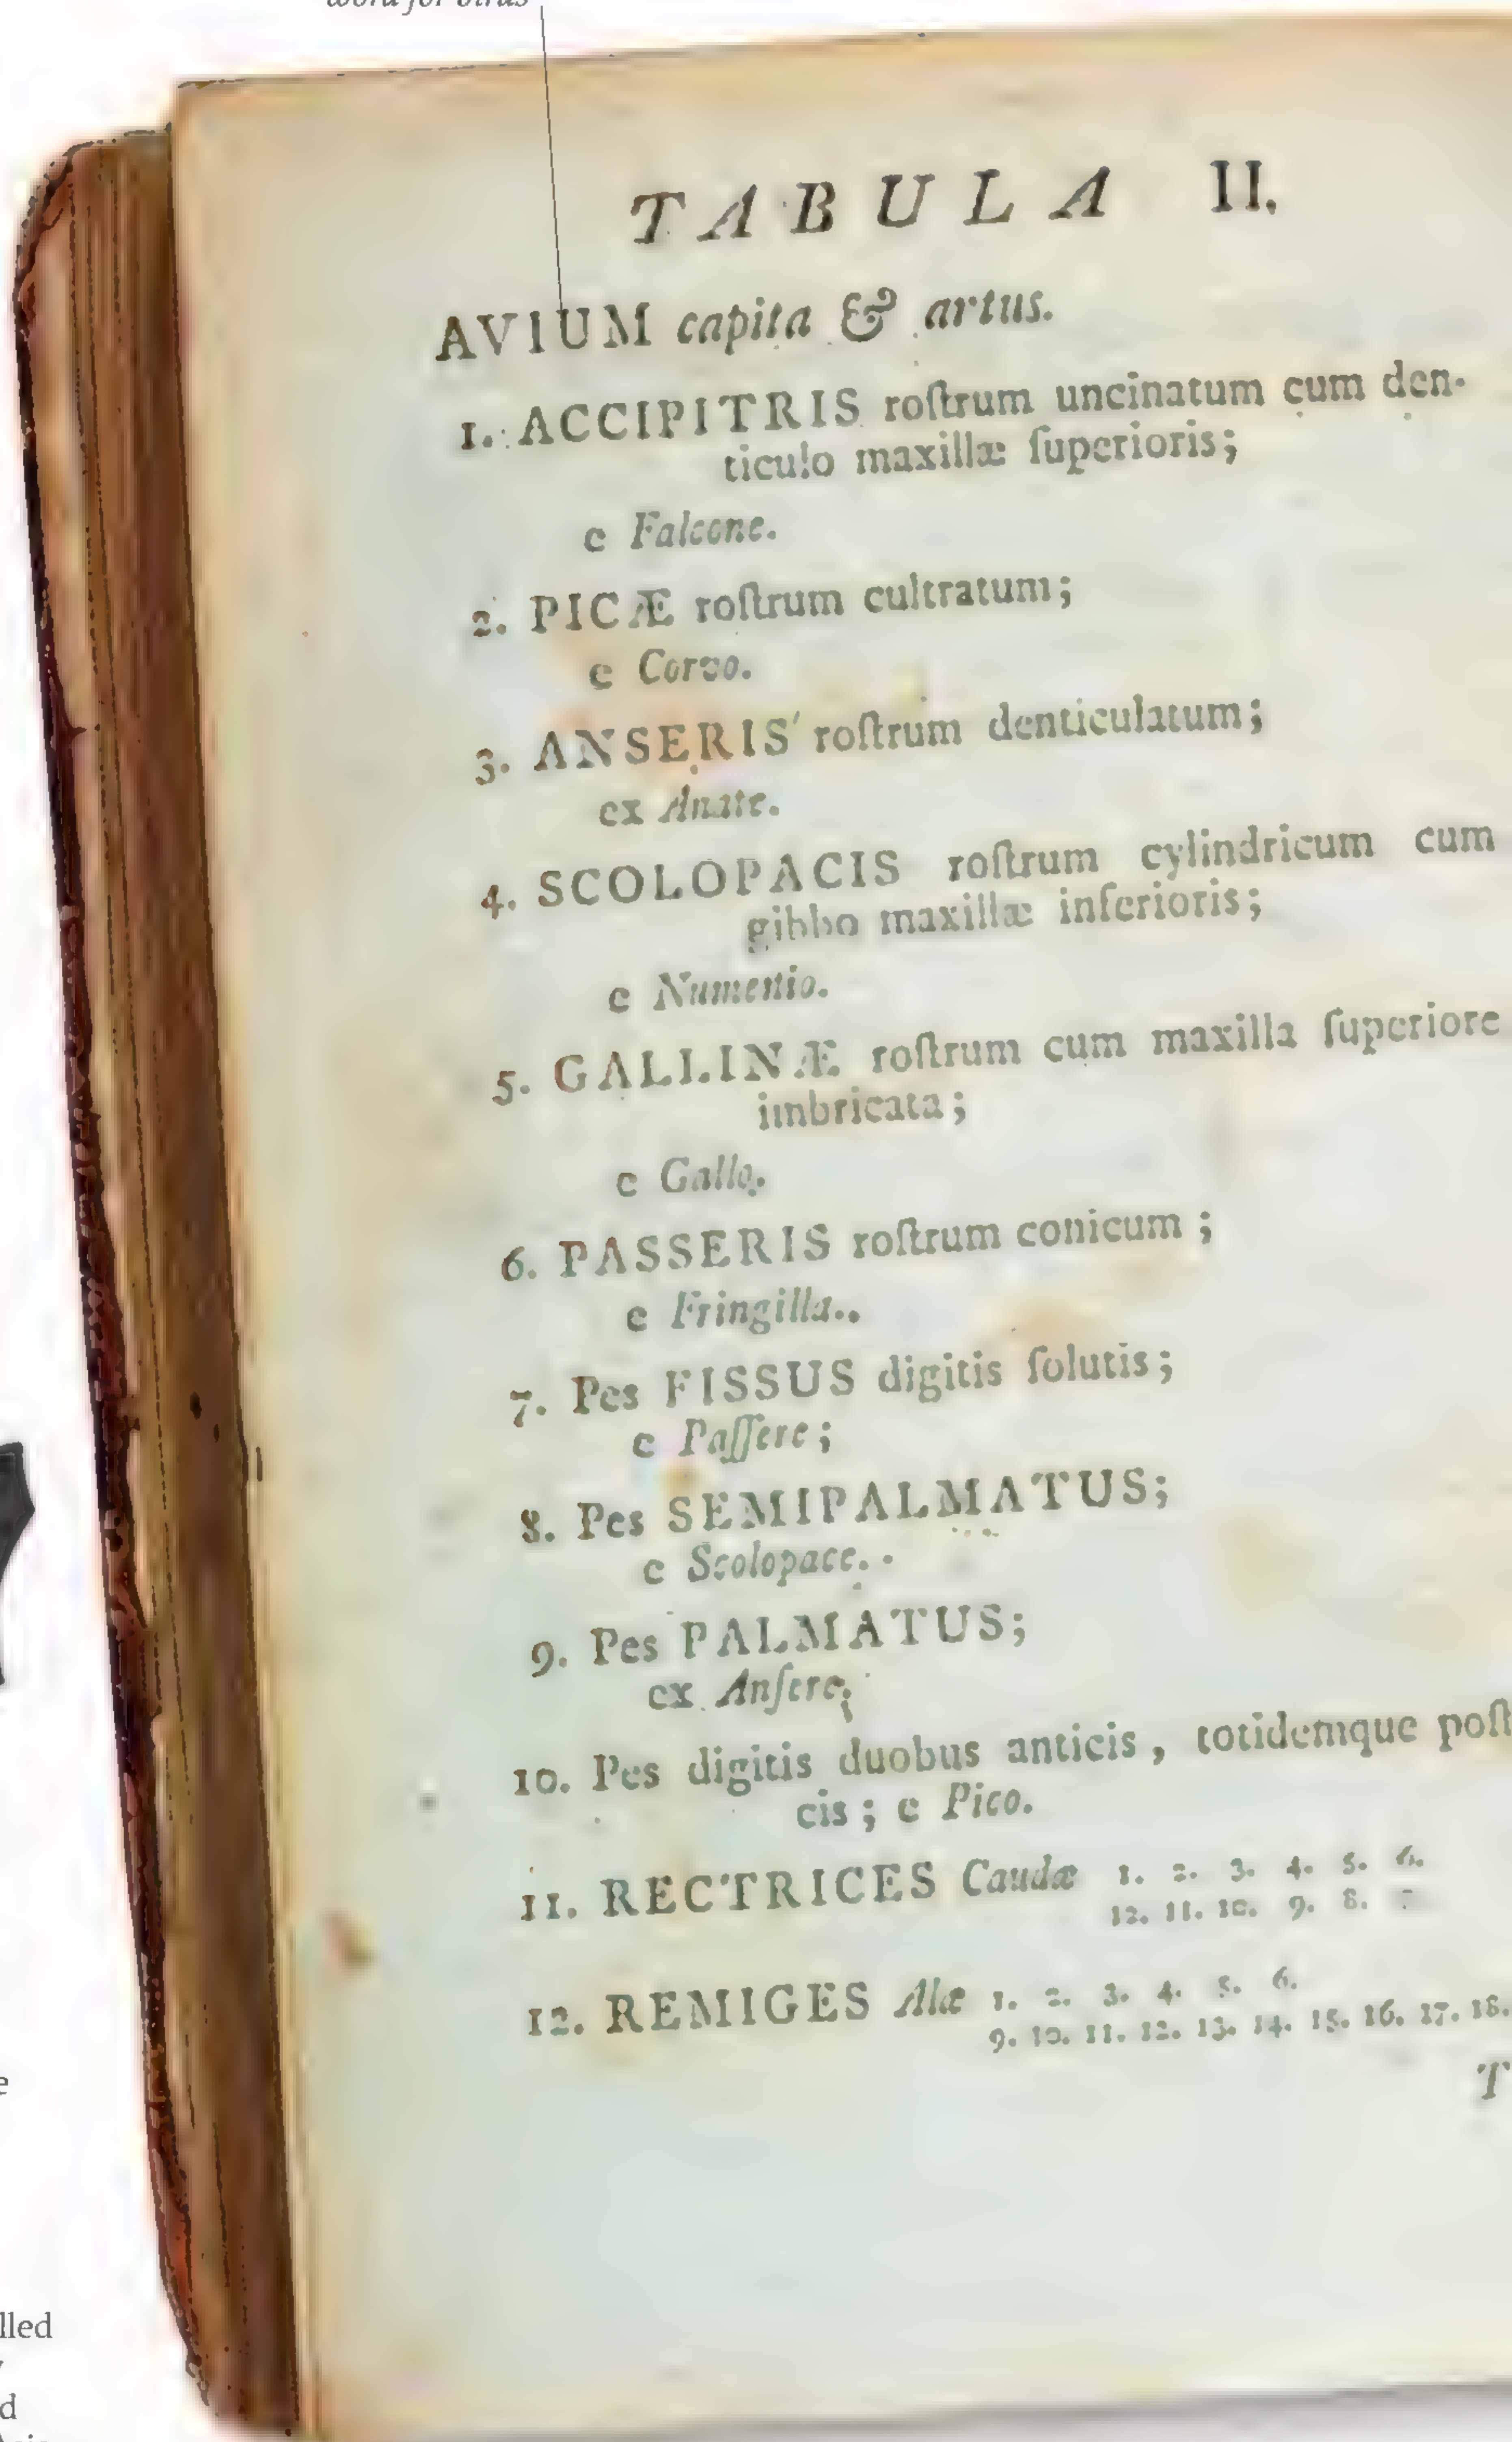 word for birds
TABULA II.
AVIUM capita & artus.
1. ACCIPITRIS roſtrum uncinatum cum den-
ticulo maxillæ ſuperioris;
e Falcone.
2. PICÆ roſtrum cultratum;
e Corvo.
3. ANSERIS roſtrum denticulatum;
ex Anate.
4. SCOLOPACIS roſtrum cylindricum cum
gibbo maxillæ inferioris;
e Numenio.
5. GALLINÆ roſtrum cum maxilla ſuperiore
imbricata;
e Gallo.
6. PASSERIS roſtrum conicum;
e Fringilla.
7. Pes FISSUS digitis ſolutis;
e Paſſere;
8. Pes SEMIPALMATUS;
e Scolopace.
9. Pes PALMATUS;
ex Anſere;
10. Pes digitis duobus anticis, totidemque poſt
cis; e Pico.
11. RECTRICES Caudæ 1. 2. 3. 4. 5. 6.
12. 11. 10. 9. 8.
12. REMIGES Alæ 1. 2. 3. 4. 5. 6.
9. 10. 11. 12. 13. 14. 15. 16. 17. 18.
T
e
lled
d